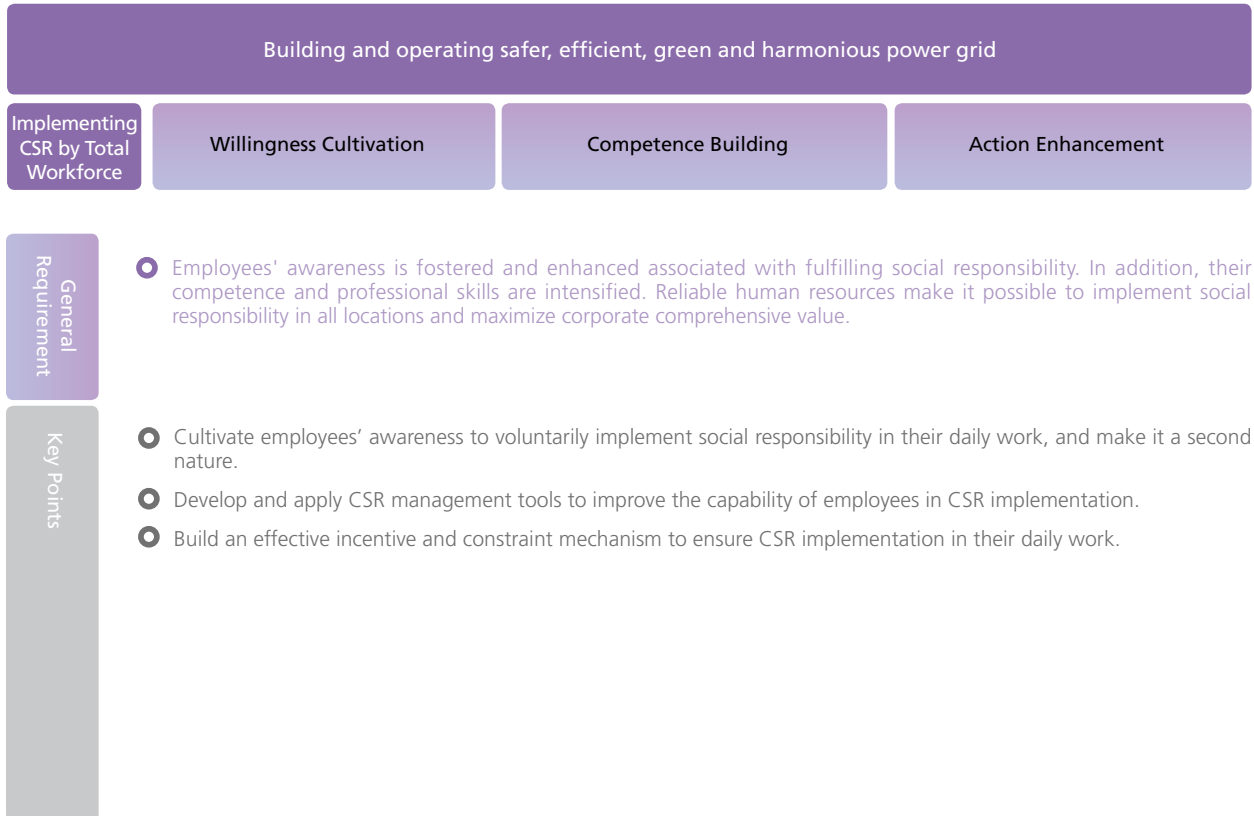 Building and operating safer, efficient, green and harmonious power grid
Implementing
CSR by Total
Workforce
Willingness Cultivation
Competence Building
Action Enhancement
General
Requirement
Employees' awareness is fostered and enhanced associated with fulfilling social responsibility. In addition, their
competence and professional skills are intensified. Reliable human resources make it possible to implement social
responsibility in all locations and maximize corporate comprehensive value.
Key Points
Cultivate employees’ awareness to voluntarily implement social responsibility in their daily work, and make it a second
nature.
Develop and apply CSR management tools to improve the capability of employees in CSR implementation.
Build an effective incentive and constraint mechanism to ensure CSR implementation in their daily work.